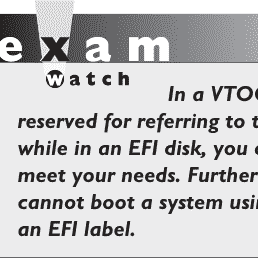 exam
watch
In a VTOC
reserved for referring to t
while in an EFI disk, you
meet your needs. Further
cannot boot a system usi
an EFI label.